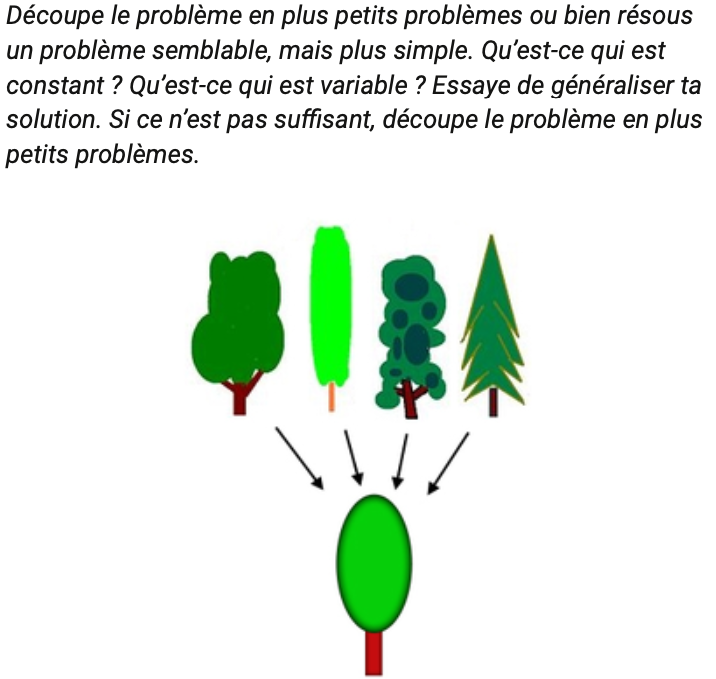 Découpe le problème en plus petits problèmes ou bien résous
un problème semblable, mais plus simple. Qu’est-ce qui est
constant ? Qu’est-ce qui est variable ? Essaye de généraliser ta
solution. Si ce n’est pas suffisant, découpe le problème en plus
petits problèmes.